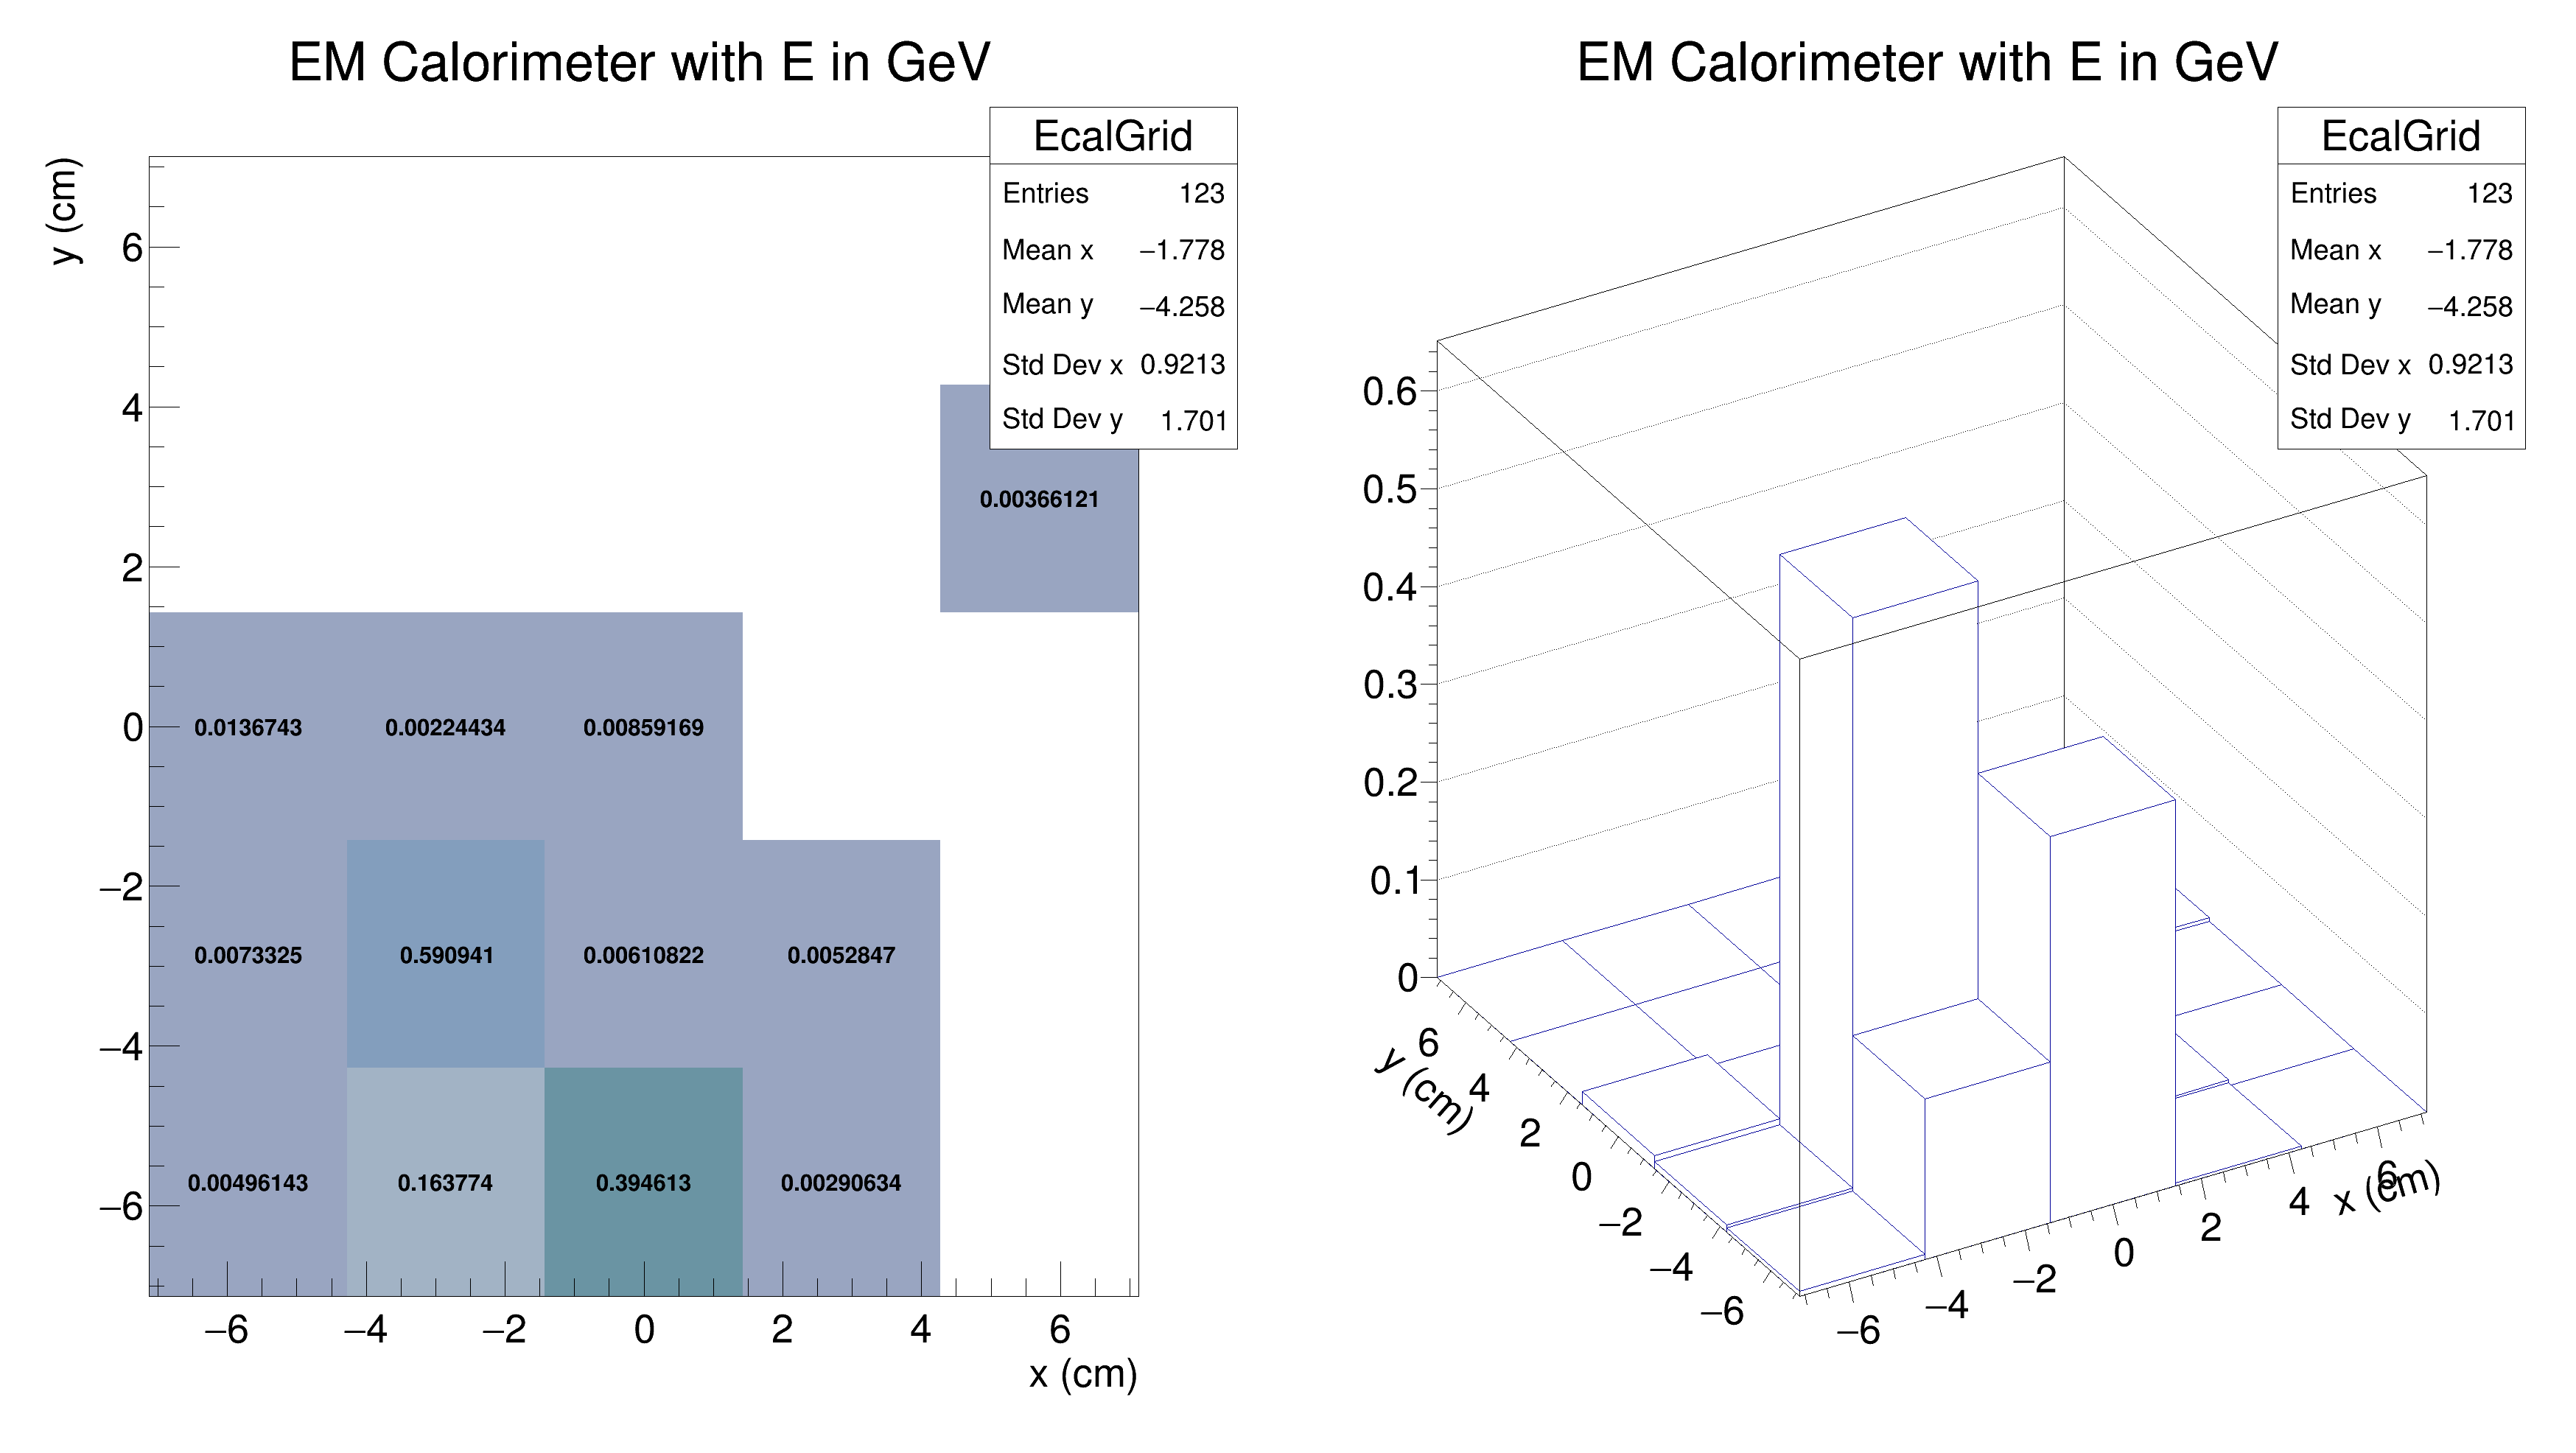 EM Calorimeter with E in GeV
EcalGrid
Entries 123
Mean x −1.778
Mean y −4.258
Std Dev x 0.9213
Std Dev y 1.701
y (cm)
6
4
2
0
−2
−4
−6
0.00366121
0.0136743 0.00224434 0.00859169
0.0073325 0.590941 0.00610822 0.0052847
0.00496143 0.163774 0.394613 0.00290634
−6 −4 −2 0 2 4 6
x (cm)
EM Calorimeter with E in GeV
EcalGrid
Entries 123
Mean x −1.778
Mean y −4.258
Std Dev x 0.9213
Std Dev y 1.701
0.6
0.5
0.4
0.3
0.2
0.1
0
y (cm)
6
4
2
0
−2
−4
−6
−6
−4
−2
0
2
4
6
x (cm)